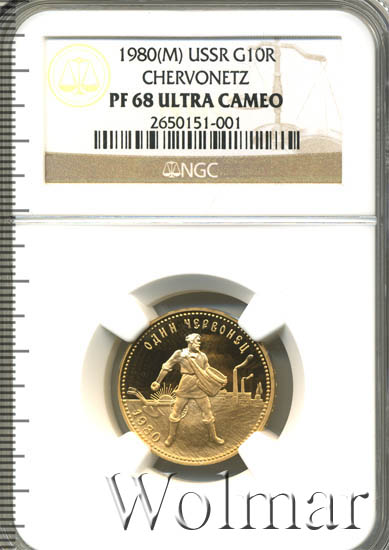 1980(M) USSR G10R
CHERVONETZ
PF 68 ULTRA CAMEO
2650151-001
NGC
ОДИН ЧЕРВОНЕЦ
1980
Wolmar